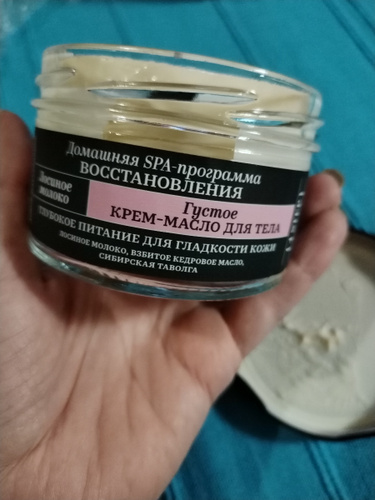 Домашняя SPA-программа
ВОССТАНОВЛЕНИЯ
Лосиное
молоко
Густое
КРЕМ-МАСЛО ДЛЯ ТЕЛА
ГЛУБОКОЕ ПИТАНИЕ ДЛЯ ГЛАДКОСТИ КОЖИ
ЛОСИНОЕ МОЛОКО, ВЗБИТОЕ КЕДРОВОЕ МАСЛО,
СИБИРСКАЯ ТАВОЛГА